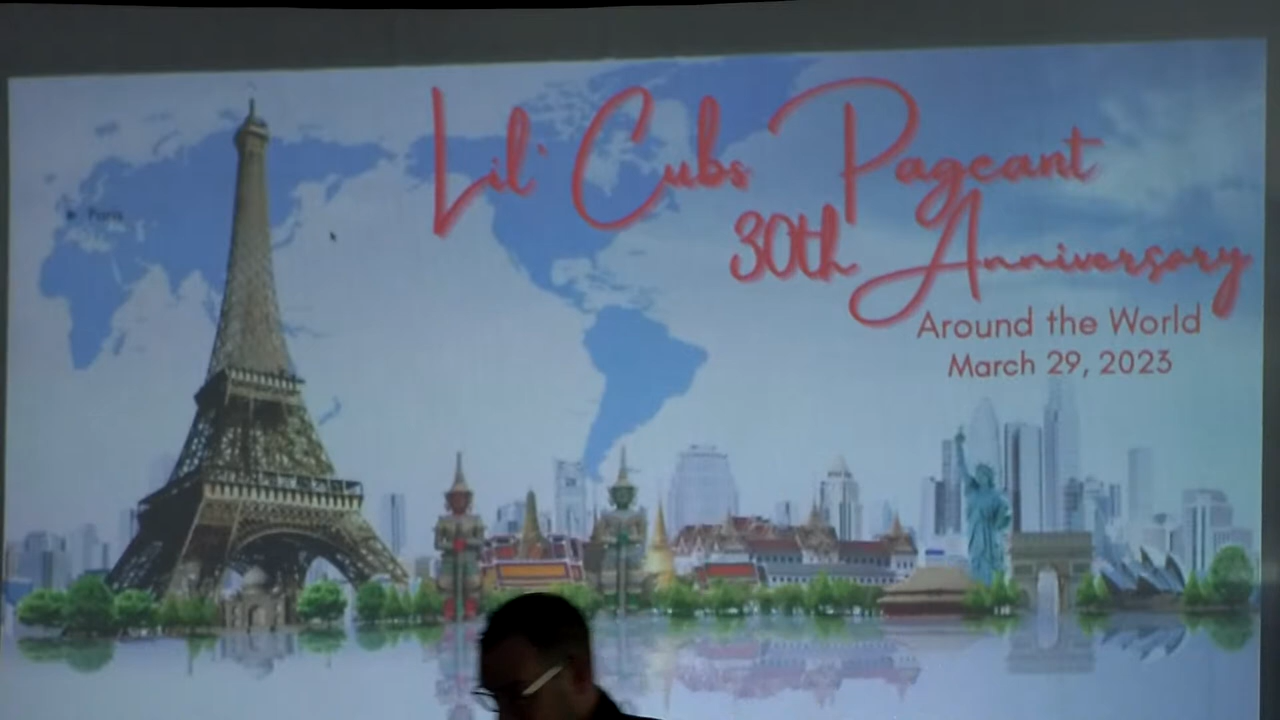 Lil' Cubs Pageant
30th Anniversary
Around the World
March 29, 2023
Paris